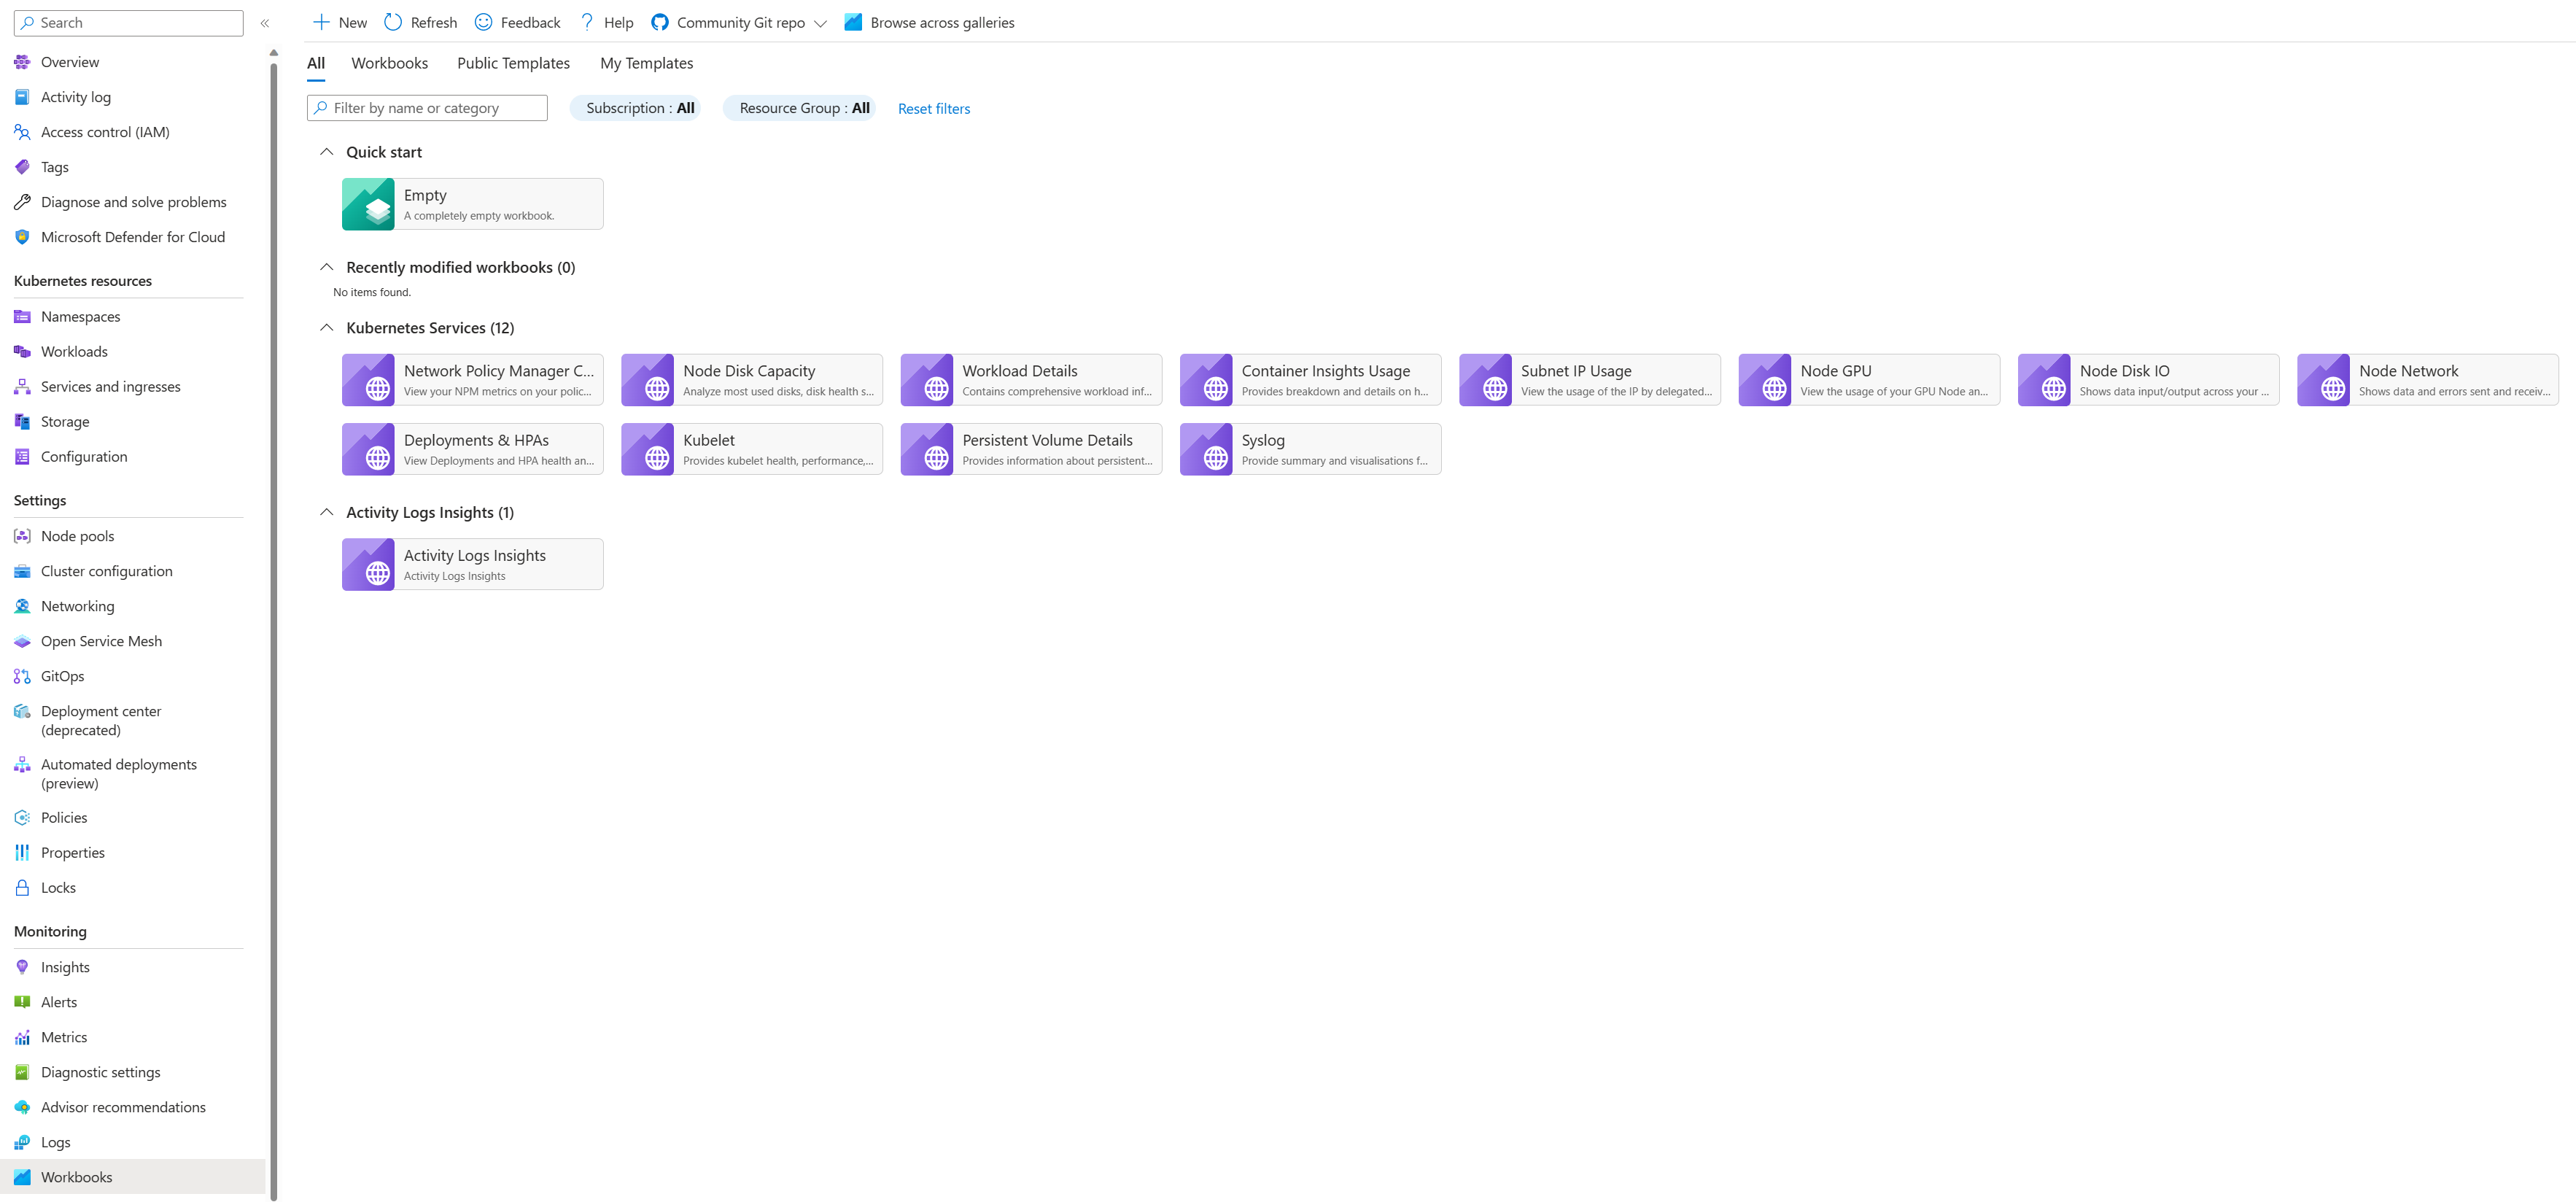 Search
«
New
Refresh
Feedback
Help
Community Git repo
Browse across galleries
Overview
Activity log
Access control (IAM)
Tags
Diagnose and solve problems
Microsoft Defender for Cloud
Kubernetes resources
Namespaces
Workloads
Services and ingresses
Storage
Configuration
Settings
Node pools
Cluster configuration
Networking
Open Service Mesh
GitOps
Deployment center
(deprecated)
Automated deployments
(preview)
Policies
Properties
Locks
Monitoring
Insights
Alerts
Metrics
Diagnostic settings
Advisor recommendations
Logs
Workbooks
All
Workbooks
Public Templates
My Templates
Filter by name or category
Subscription : All
Resource Group : All
Reset filters
Quick start
Empty
A completely empty workbook.
Recently modified workbooks (0)
No items found.
Kubernetes Services (12)
Network Policy Manager C...
View your NPM metrics on your polic...
Node Disk Capacity
Analyze most used disks, disk health s...
Workload Details
Contains comprehensive workload inf...
Container Insights Usage
Provides breakdown and details on h...
Subnet IP Usage
View the usage of the IP by delegated...
Node GPU
View the usage of your GPU Node an...
Node Disk IO
Shows data input/output across your ...
Node Network
Shows data and errors sent and receiv...
Deployments & HPAs
View Deployments and HPA health an...
Kubelet
Provides kubelet health, performance,...
Persistent Volume Details
Provides information about persistent...
Syslog
Provide summary and visualisations f...
Activity Logs Insights (1)
Activity Logs Insights
Activity Logs Insights